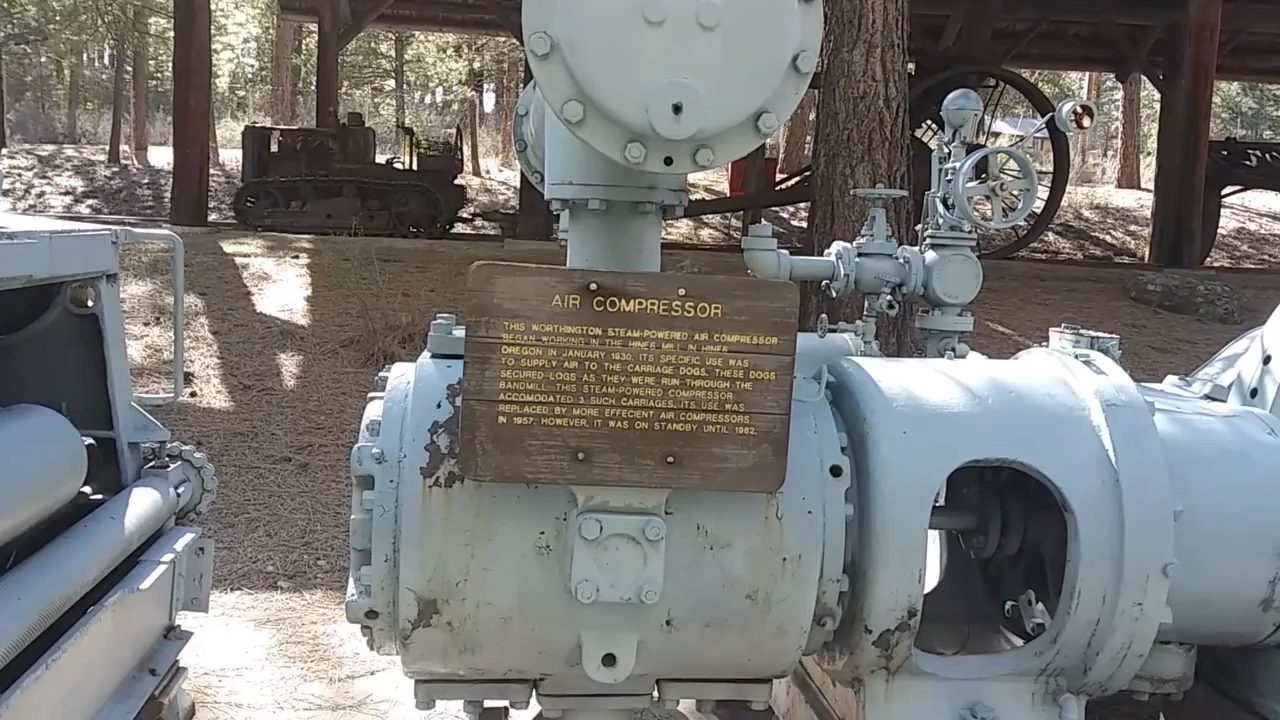 AIR COMPRESSOR
THIS WORTHINGTON STEAM-POWERED AIR COMPRESSOR
BEGAN WORKING IN THE HINES MILL IN HINES
OREGON IN JANUARY 1930. ITS SPECIFIC USE WAS
TO SUPPLY AIR TO THE CARRIAGE DOGS. THESE DOGS
SECURED LOGS AS THEY WERE RUN THROUGH THE
BANDMILL. THIS STEAM-POWERED COMPRESSOR
ACCOMODATED 3 SUCH CARRIAGES. ITS USE WAS
REPLACED BY MORE EFFECIENT AIR COMPRESSORS
IN 1957. HOWEVER, IT WAS ON STANDBY UNTIL 1982.